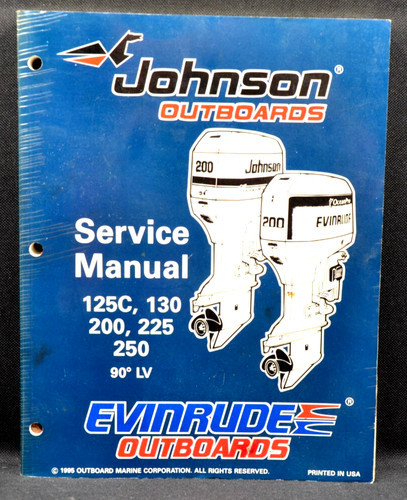 Johnson®
OUTBOARDS
200 Johnson
OceanPro
200 EVINRUDE
Service
Manual
125C, 130
200, 225
250
90° LV
EVINRUDE®
OUTBOARDS
© 1995 OUTBOARD MARINE CORPORATION. ALL RIGHTS RESERVED.
PRINTED IN USA